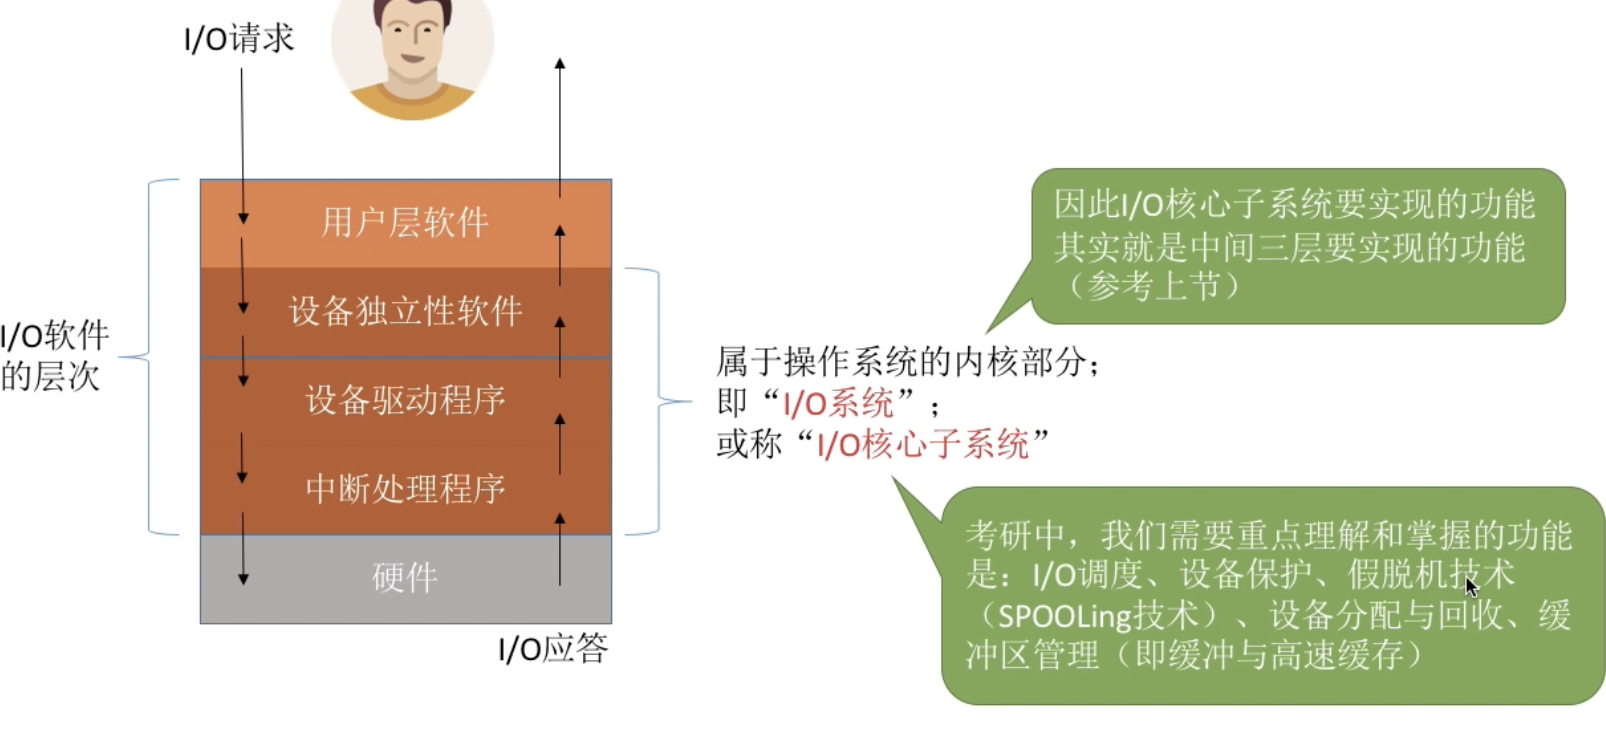 I/O请求
用户层软件
设备独立性软件
设备驱动程序
中断处理程序
硬件
I/O应答
I/O软件
的层次
因此I/O核心子系统要实现的功能
其实就是中间三层要实现的功能
（参考上节）
属于操作系统的内核部分；
即“I/O系统”；
或称“I/O核心子系统”
考研中，我们需要重点理解和掌握的功能
是：I/O调度、设备保护、假脱机技术
（SPOOLing技术）、设备分配与回收、缓
冲区管理（即缓冲与高速缓存）